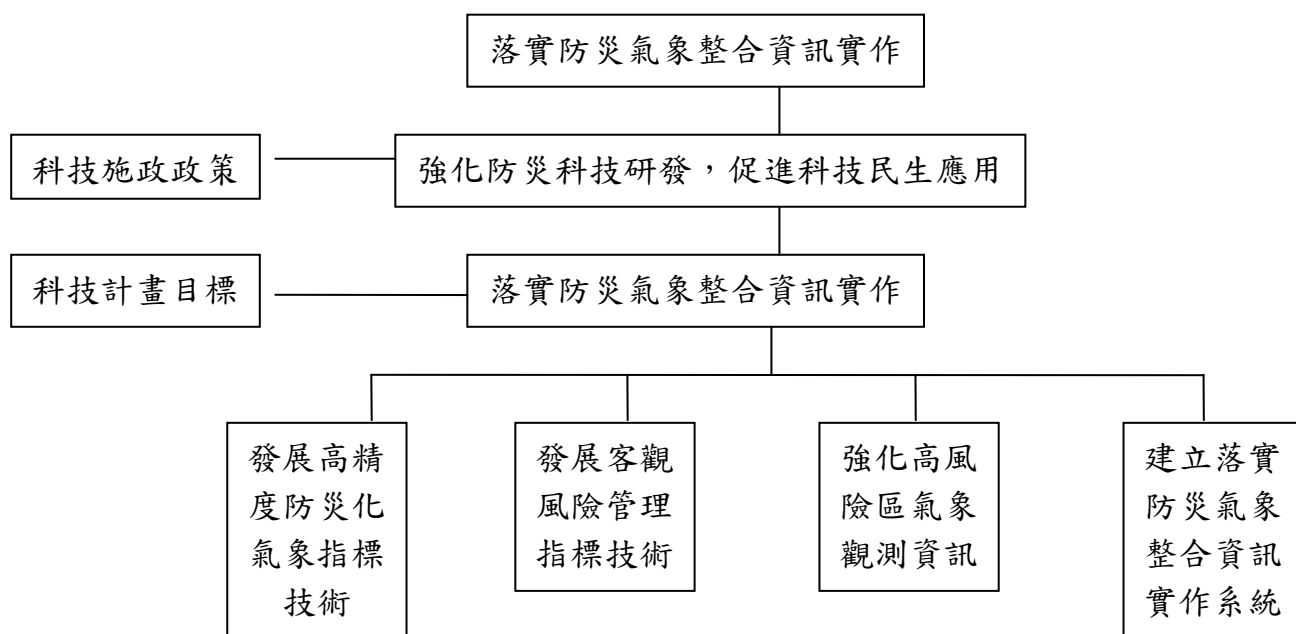 落實防災氣象整合資訊實作
科技施政政策
強化防災科技研發，促進科技民生應用
科技計畫目標
落實防災氣象整合資訊實作
發展高精
度防災化
氣象指標
技術
發展客觀
風險管理
指標技術
強化高風
險區氣象
觀測資訊
建立落實
防災氣象
整合資訊
實作系統